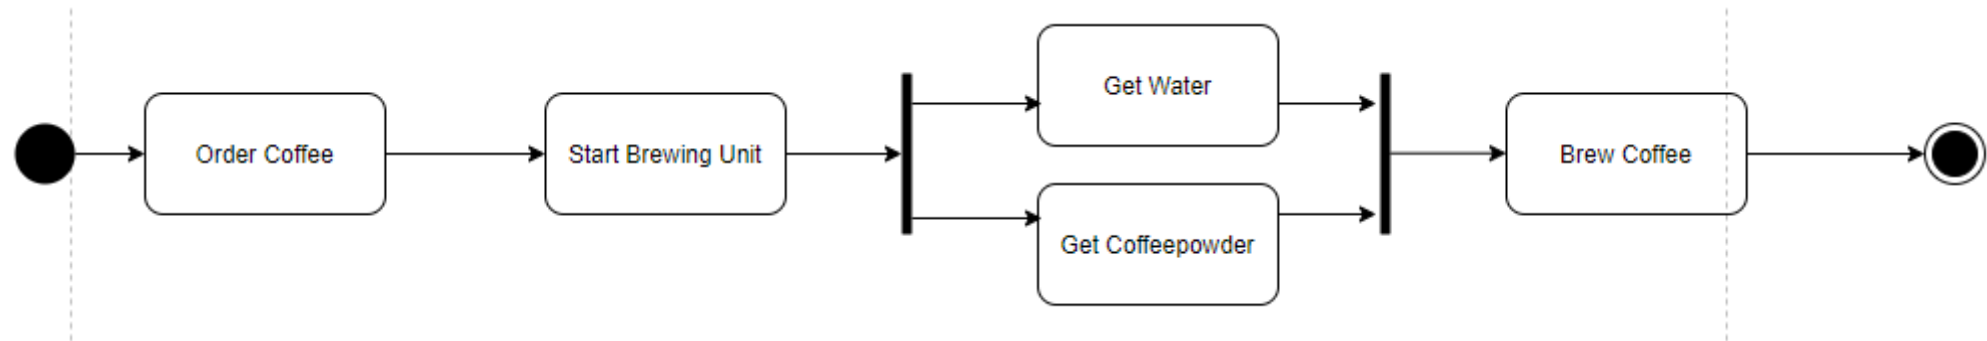 Order Coffee
Start Brewing Unit
Get Water
Get Coffeepowder
Brew Coffee